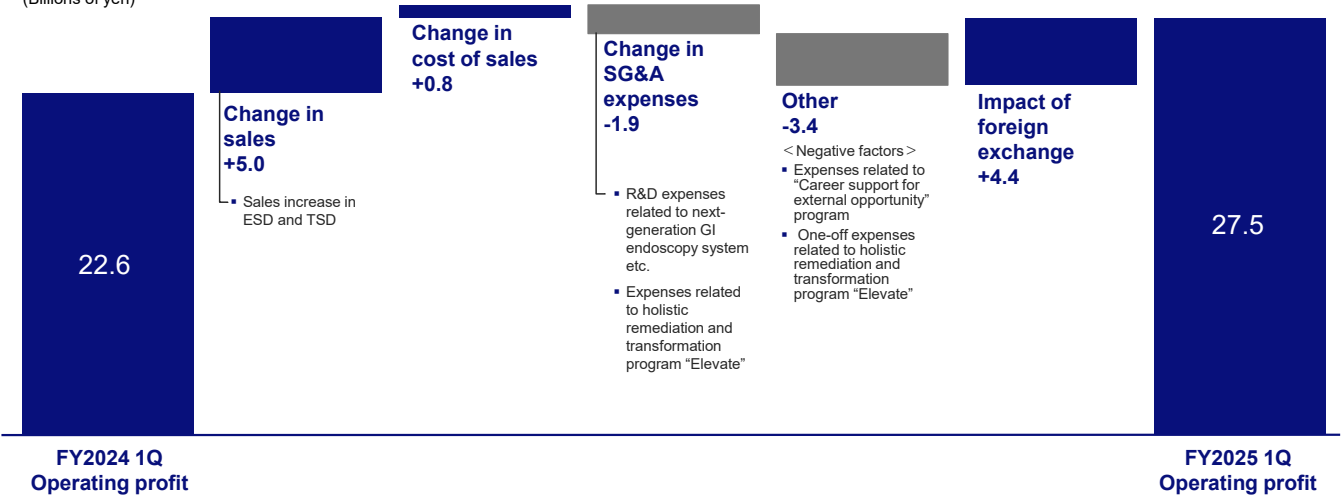 (Billions of yen)
22.6
Change in
sales
+5.0
▪ Sales increase in
ESD and TSD
Change in
cost of sales
+0.8
Change in
SG&A
expenses
-1.9
▪ R&D expenses
related to next-
generation GI
endoscopy system
etc.
▪ Expenses related
to holistic
remediation and
transformation
program “Elevate”
Other
-3.4
＜Negative factors＞
▪ Expenses related to
“Career support for
external opportunity”
program
▪ One-off expenses
related to holistic
remediation and
transformation
program “Elevate”
Impact of
foreign
exchange
+4.4
27.5
FY2024 1Q
Operating profit
FY2025 1Q
Operating profit